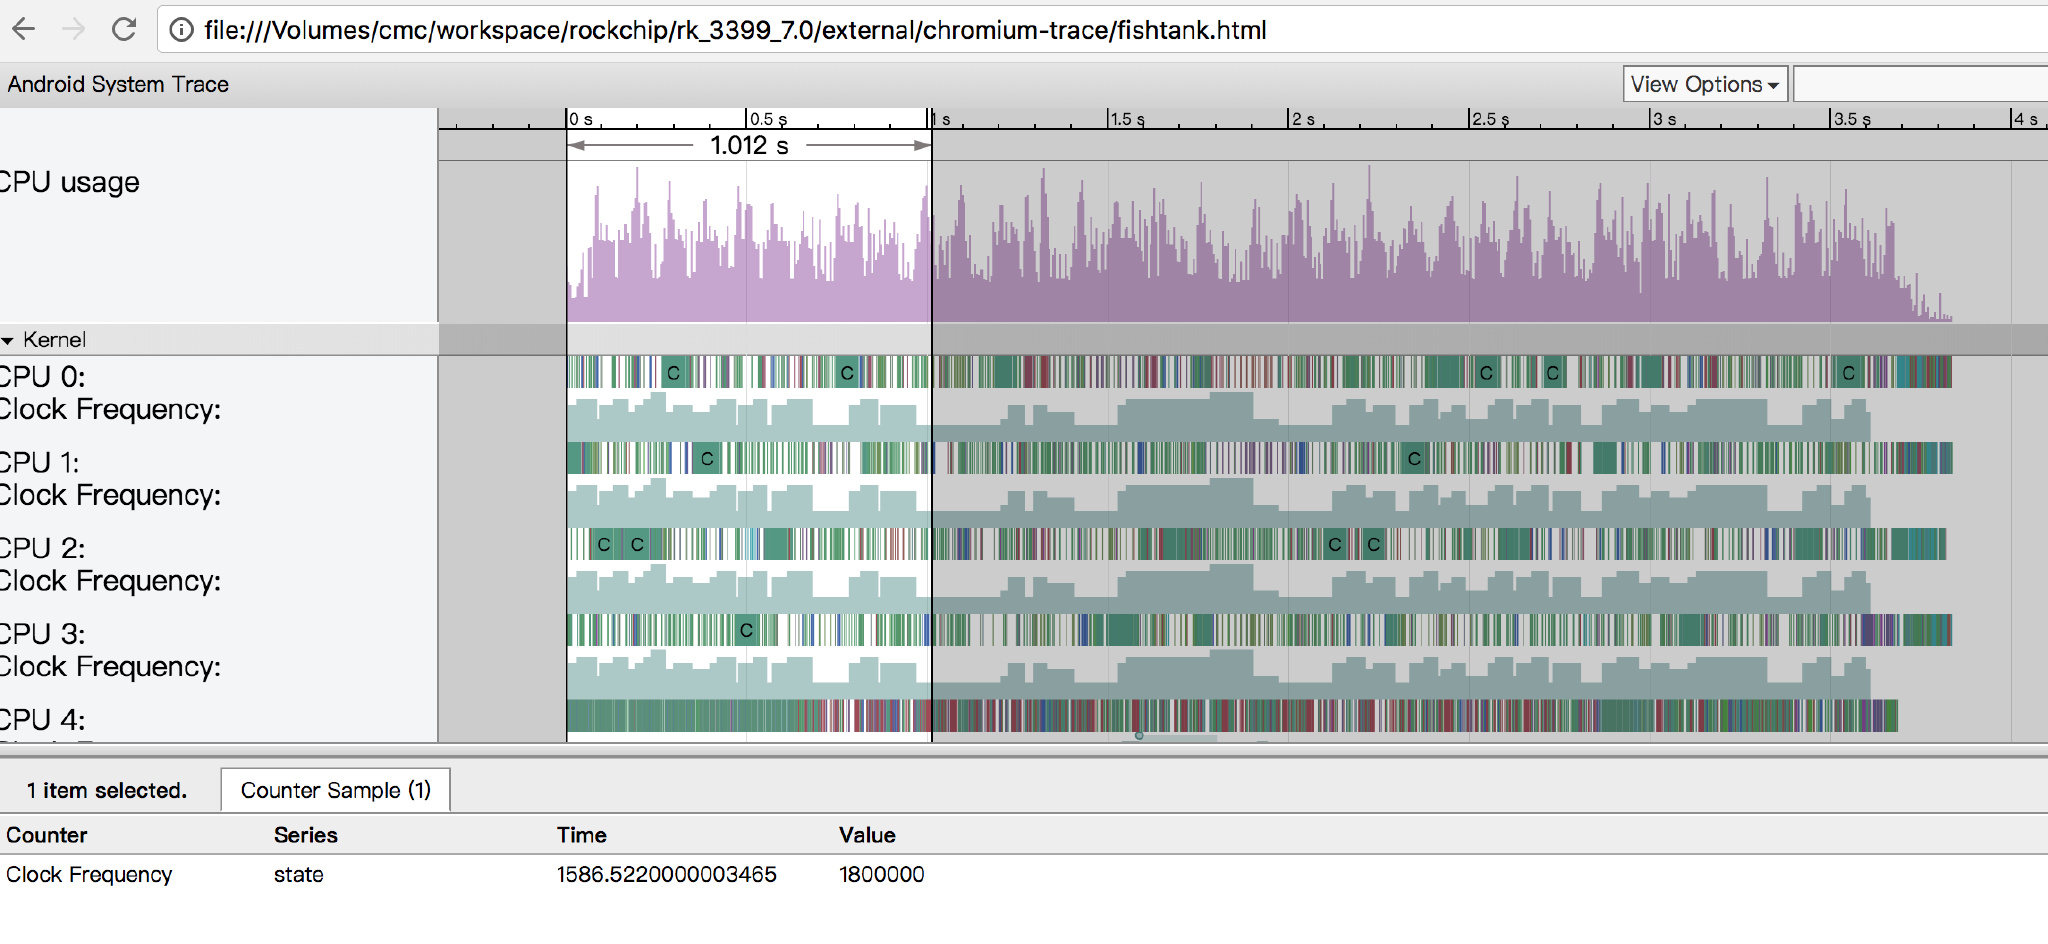 file:///Volumes/cmc/workspace/rockchip/rk_3399_7.0/external/chromium-trace/fishtank.html
Android System Trace
View Options
0 s 0.5 s 1 s 1.5 s 2 s 2.5 s 3 s 3.5 s 4 s
1.012 s
CPU usage
Kernel
CPU 0:
C C C C C
Clock Frequency:
CPU 1:
C C
Clock Frequency:
CPU 2:
C C C C
Clock Frequency:
CPU 3:
C
Clock Frequency:
CPU 4:
1 item selected. Counter Sample (1)
Counter Series Time Value
Clock Frequency state 1586.5220000003465 1800000